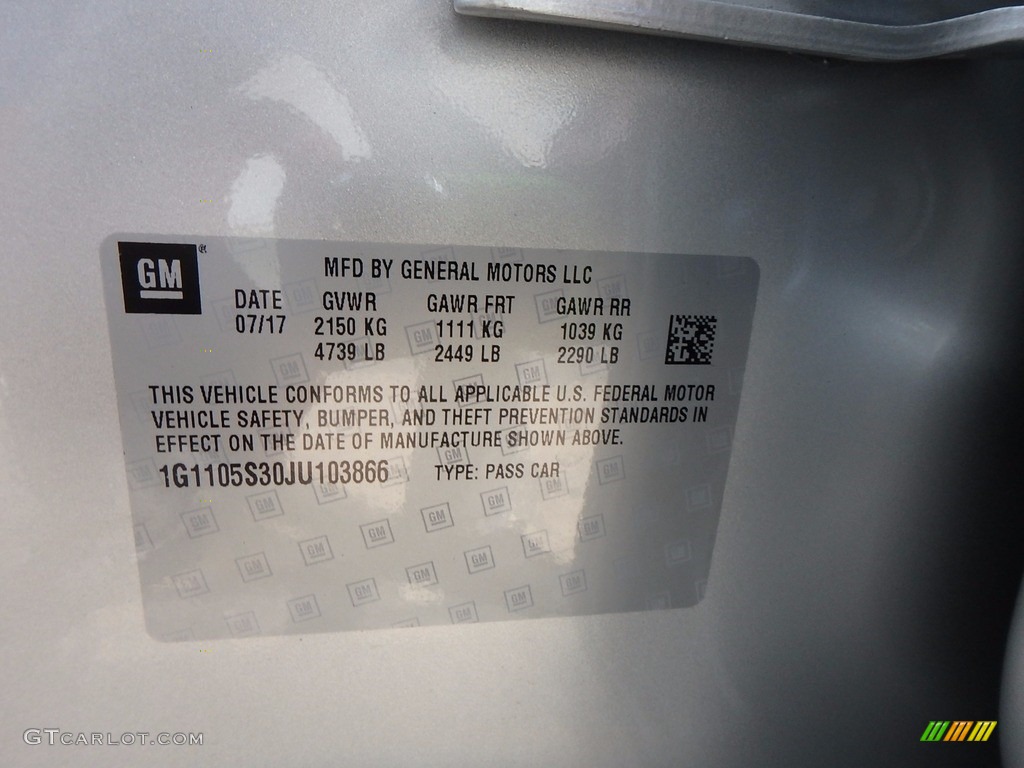 GM®
MFD BY GENERAL MOTORS LLC
DATE GVWR GAWR FRT GAWR RR
07/17 2150 KG 1111 KG 1039 KG
4739 LB 2449 LB 2290 LB
THIS VEHICLE CONFORMS TO ALL APPLICABLE U.S. FEDERAL MOTOR
VEHICLE SAFETY, BUMPER, AND THEFT PREVENTION STANDARDS IN
EFFECT ON THE DATE OF MANUFACTURE SHOWN ABOVE.
1G1105S30JU103866 TYPE: PASS CAR
GTCARLOT.COM